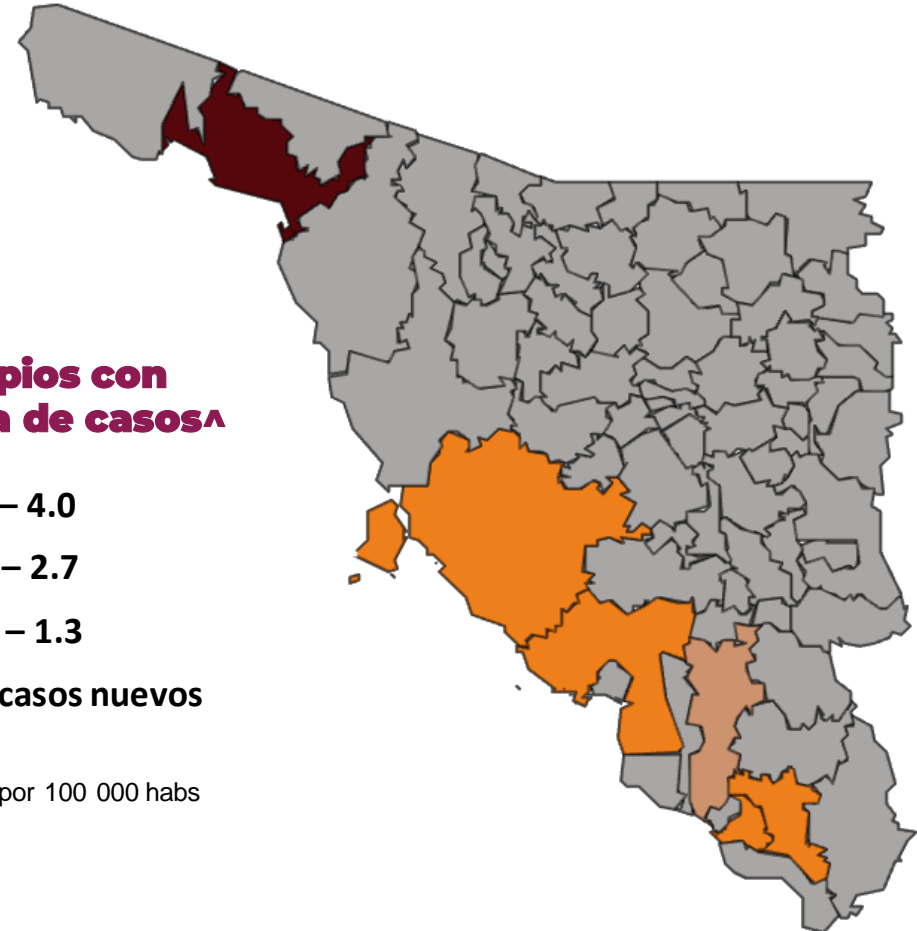 pios con
a de casos^
– 4.0
– 2.7
– 1.3
casos nuevos
por 100 000 habs